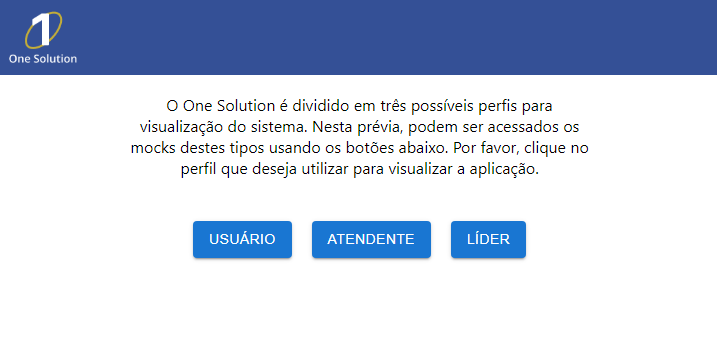 1
One Solution
O One Solution é dividido em três possíveis perfis para
visualização do sistema. Nesta prévia, podem ser acessados os
mocks destes tipos usando os botões abaixo. Por favor, clique no
perfil que deseja utilizar para visualizar a aplicação.
USUÁRIO ATENDENTE LÍDER